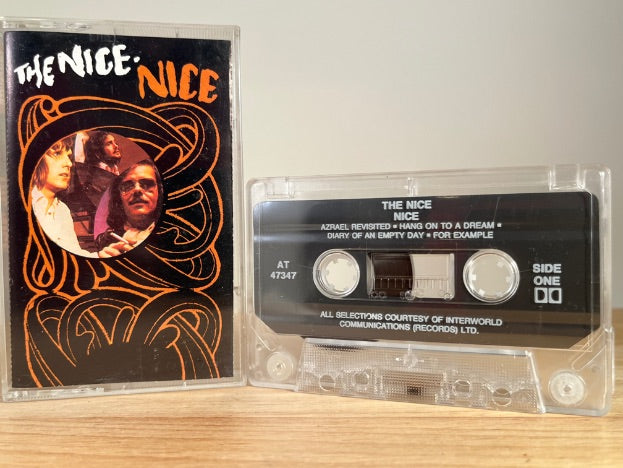 THE NICE·
NICE
THE NICE
NICE
AZRAEL REVISITED • HANG ON TO A DREAM •
DIARY OF AN EMPTY DAY • FOR EXAMPLE
AT
47347
SIDE
ONE
ALL SELECTIONS COURTESY OF INTERWORLD
COMMUNICATIONS (RECORDS) LTD.